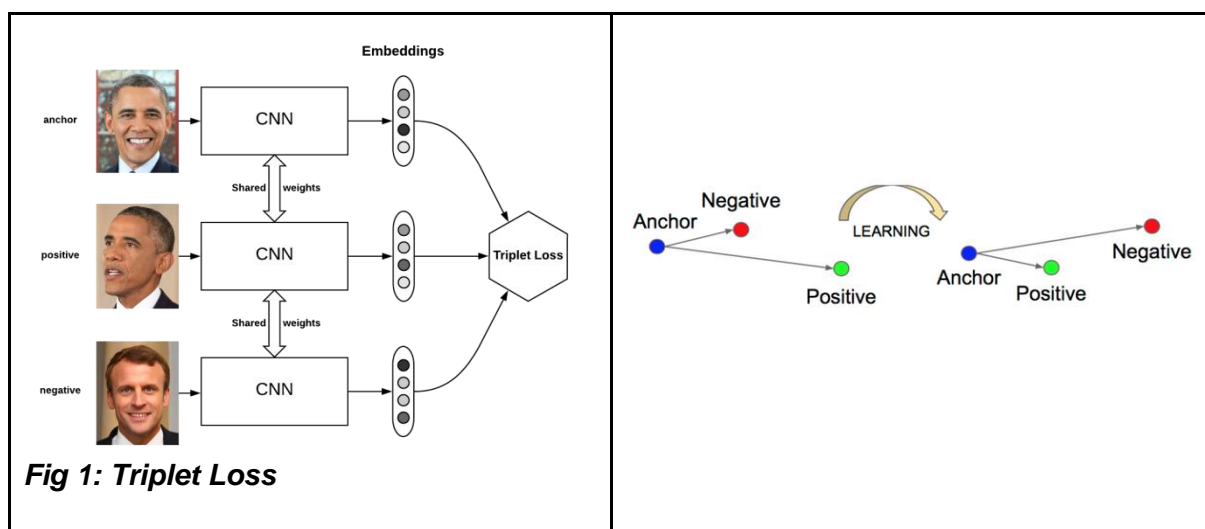 Embeddings
anchor
CNN
Shared weights
positive
CNN
Triplet Loss
Shared weights
negative
CNN
Fig 1: Triplet Loss
Negative
Anchor
LEARNING
Positive
Negative
Anchor
Positive